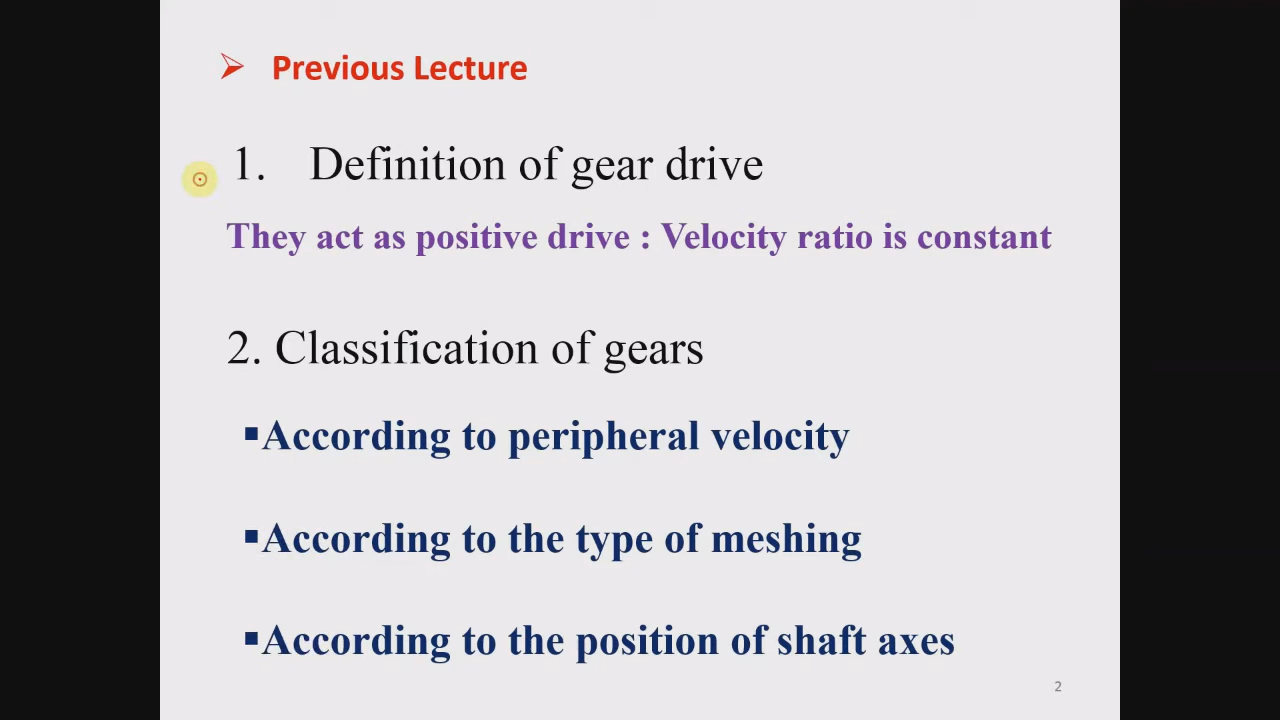 ➢ Previous Lecture
1. Definition of gear drive
They act as positive drive : Velocity ratio is constant
2. Classification of gears
▪According to peripheral velocity
▪According to the type of meshing
▪According to the position of shaft axes
2